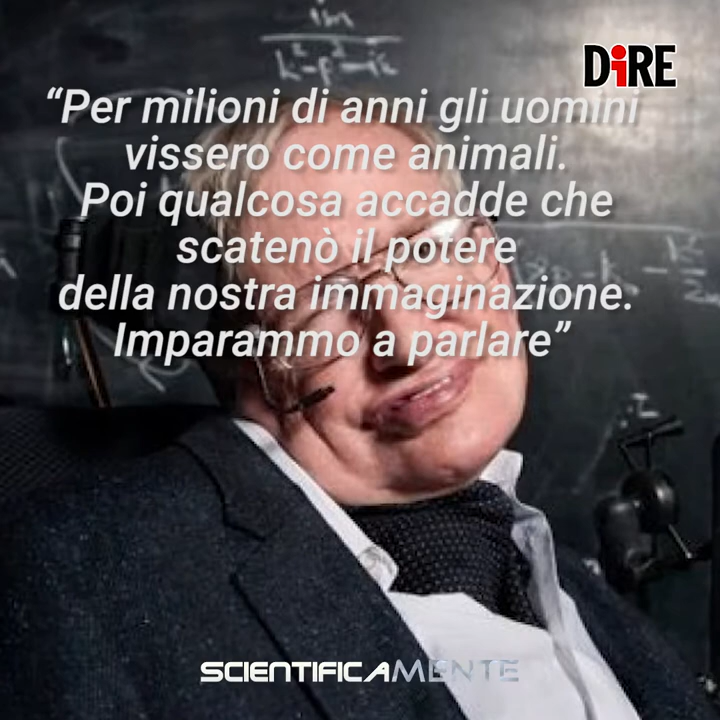 DiRE
“Per milioni di anni gli uomini
vissero come animali.
Poi qualcosa accadde che
scatenò il potere
della nostra immaginazione.
Imparammo a parlare”
SCIENTIFICAMENTE